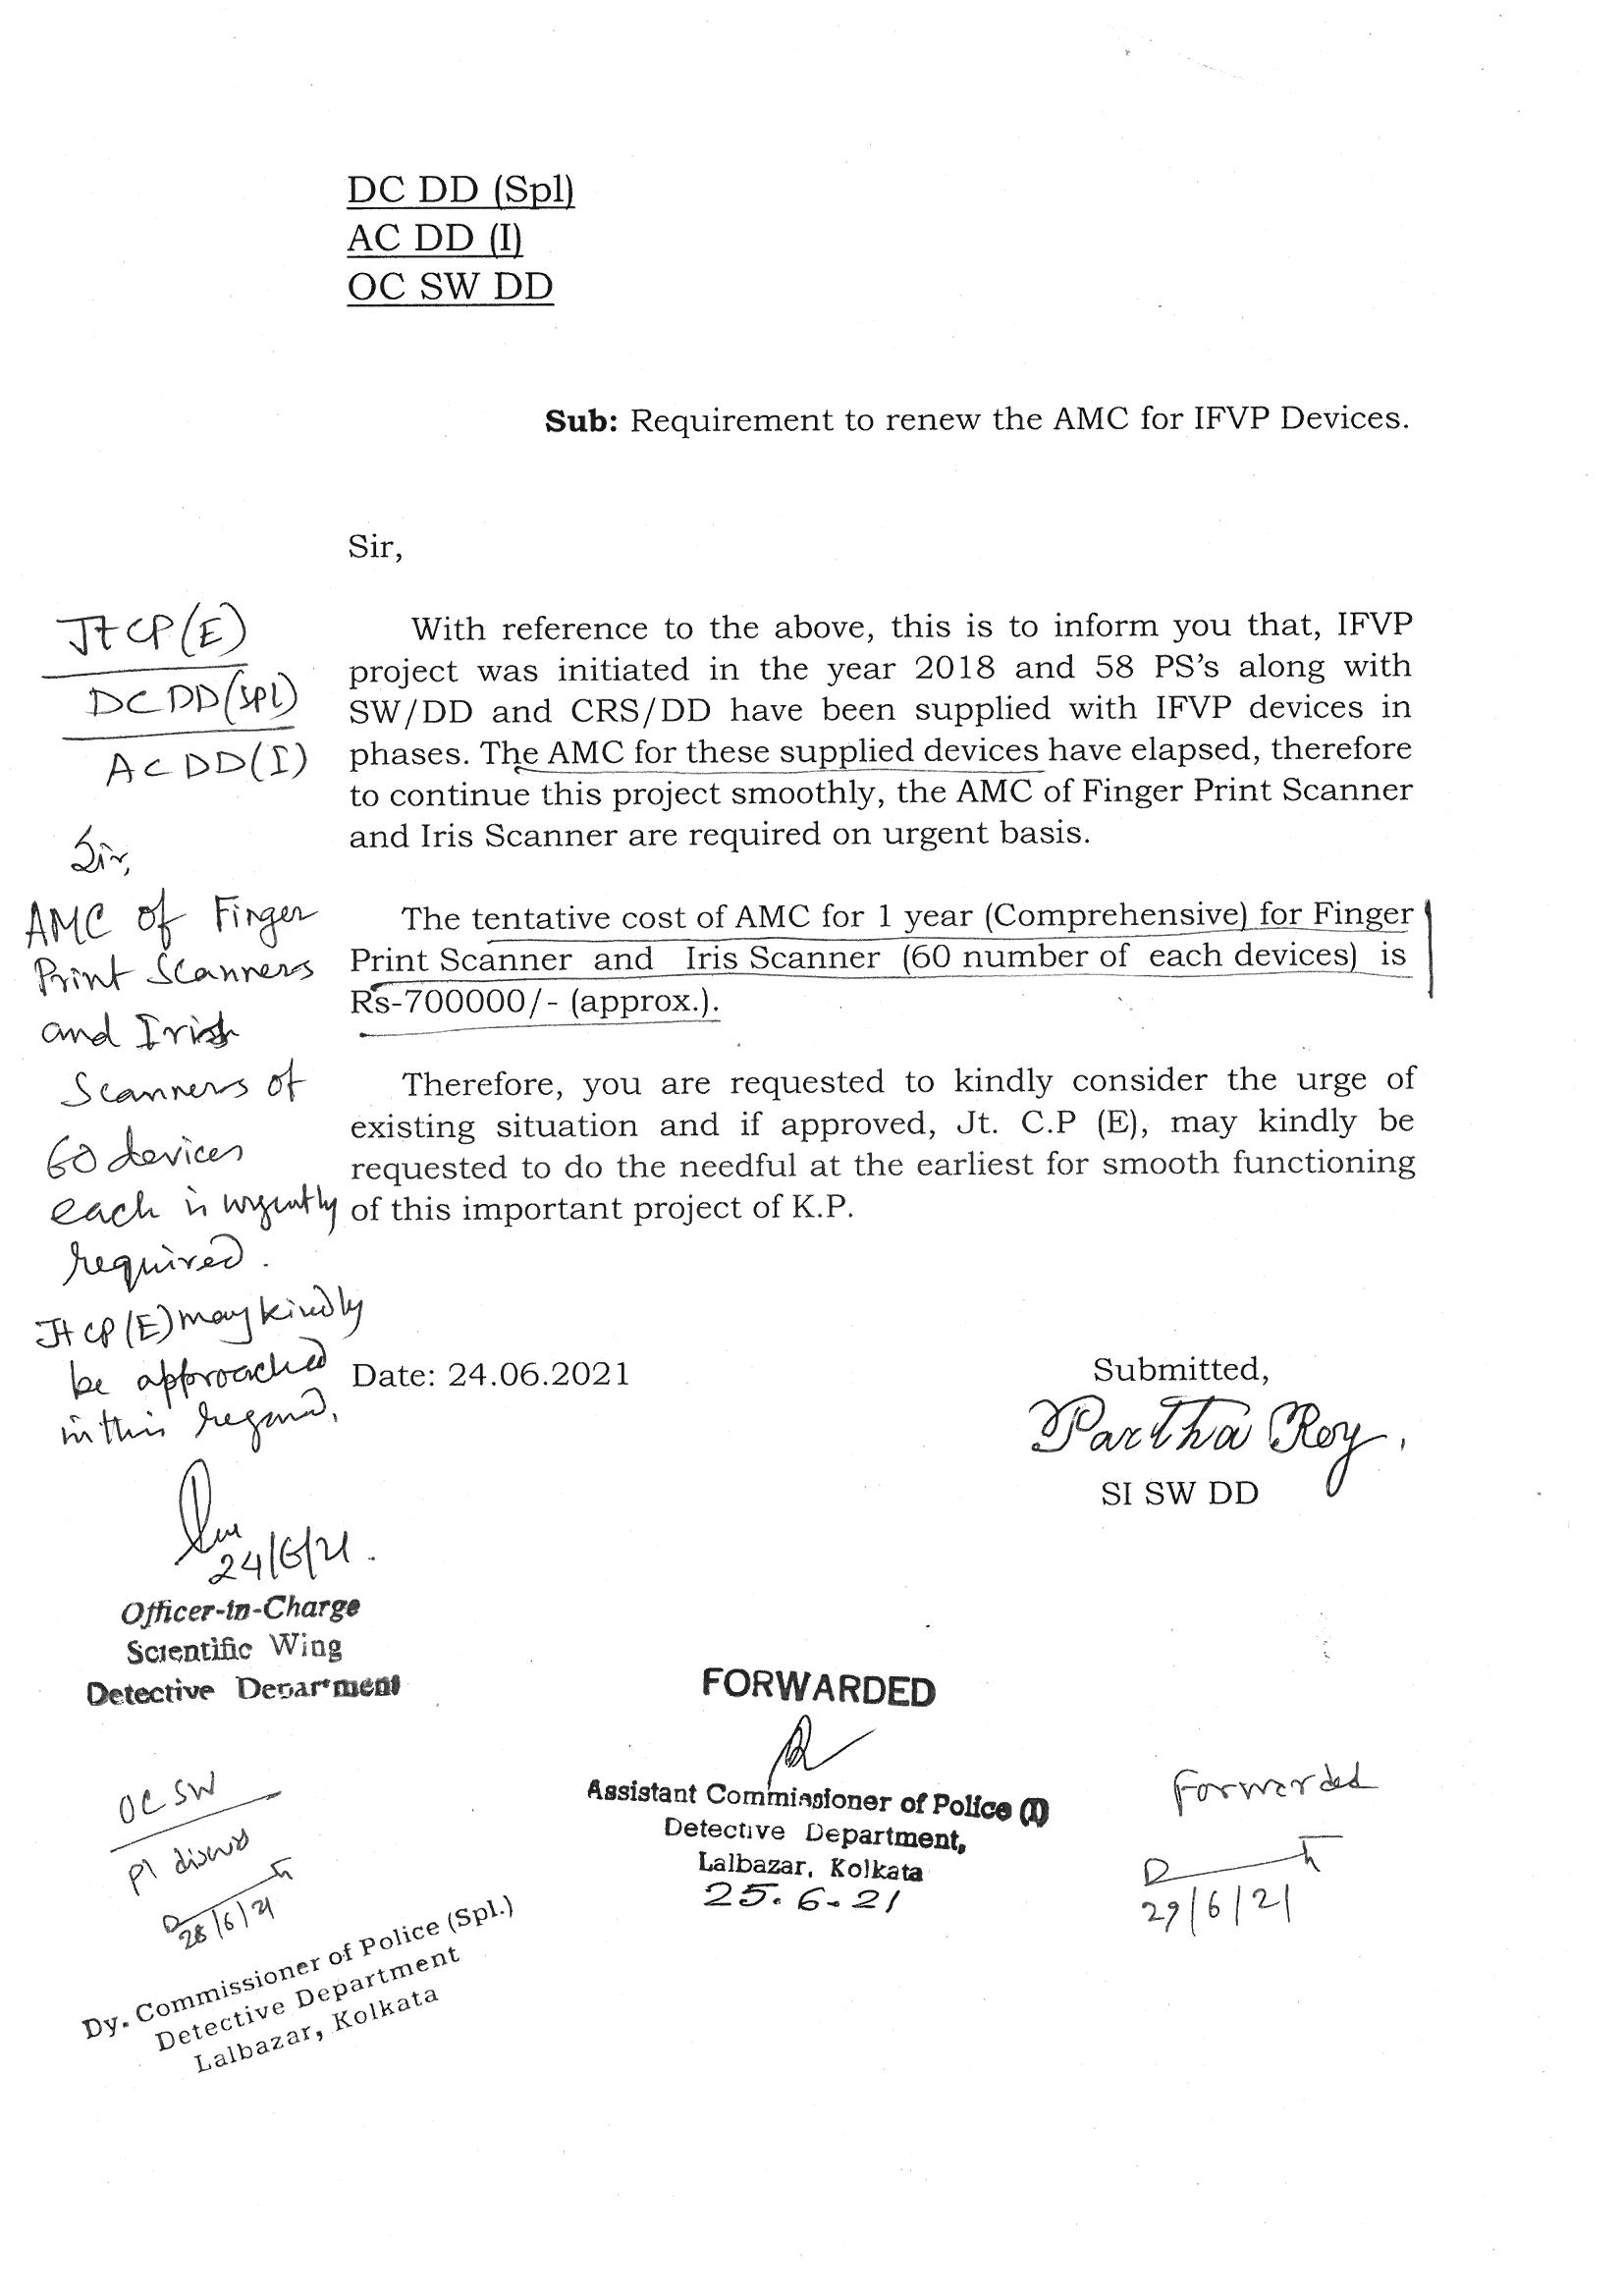 DC DD (Spl)
AC DD (I)
OC SW DD
Sub: Requirement to renew the AMC for IFVP Devices.
Sir,
With reference to the above, this is to inform you that, IFVP
project was initiated in the year 2018 and 58 PS's along with
SW/DD and CRS/DD have been supplied with IFVP devices in
phases. The AMC for these supplied devices have elapsed, therefore
to continue this project smoothly, the AMC of Finger Print Scanner
and Iris Scanner are required on urgent basis.
The tentative cost of AMC for 1 year (Comprehensive) for Finger
Print Scanner and Iris Scanner (60 number of each devices) is
Rs-700000/- (approx.).
Therefore, you are requested to kindly consider the urge of
existing situation and if approved, Jt. C.P (E), may kindly be
requested to do the needful at the earliest for smooth functioning
of this important project of K.P.
Date: 24.06.2021
Submitted,
Partha Roy.
SI SW DD
Jt CP(E)
DC DD(Spl)
AC DD(I)
Sir,
AMC of Finger
Print Scanners
and Irish
Scanners of
60 devices
each is urgently
required.
Jt CP(E) may kindly
be approached
in this regard.
24/6/21.
Officer-in-Charge
Scientific Wing
Detective Department
OC SW
pl discuss
28/6/21
Dy. Commissioner of Police (Spl.)
Detective Department
Lalbazar, Kolkata
FORWARDED
Assistant Commissioner of Police (I)
Detective Department,
Lalbazar, Kolkata
25.6.21
Forwarded
29/6/21